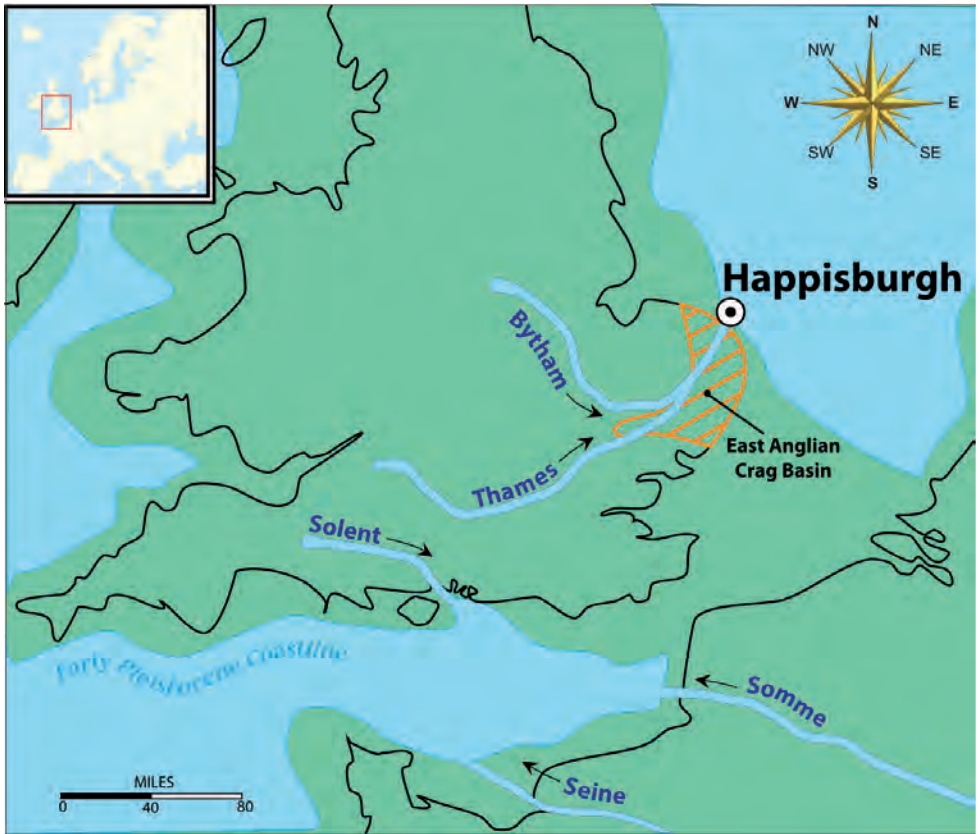 N
NW
NE
W
E
SW
SE
S
Happisburgh
Bytham
East Anglian
Crag Basin
Thames
Solent
Early Pleistocene Coastline
Somme
Seine
MILES
0
40
80